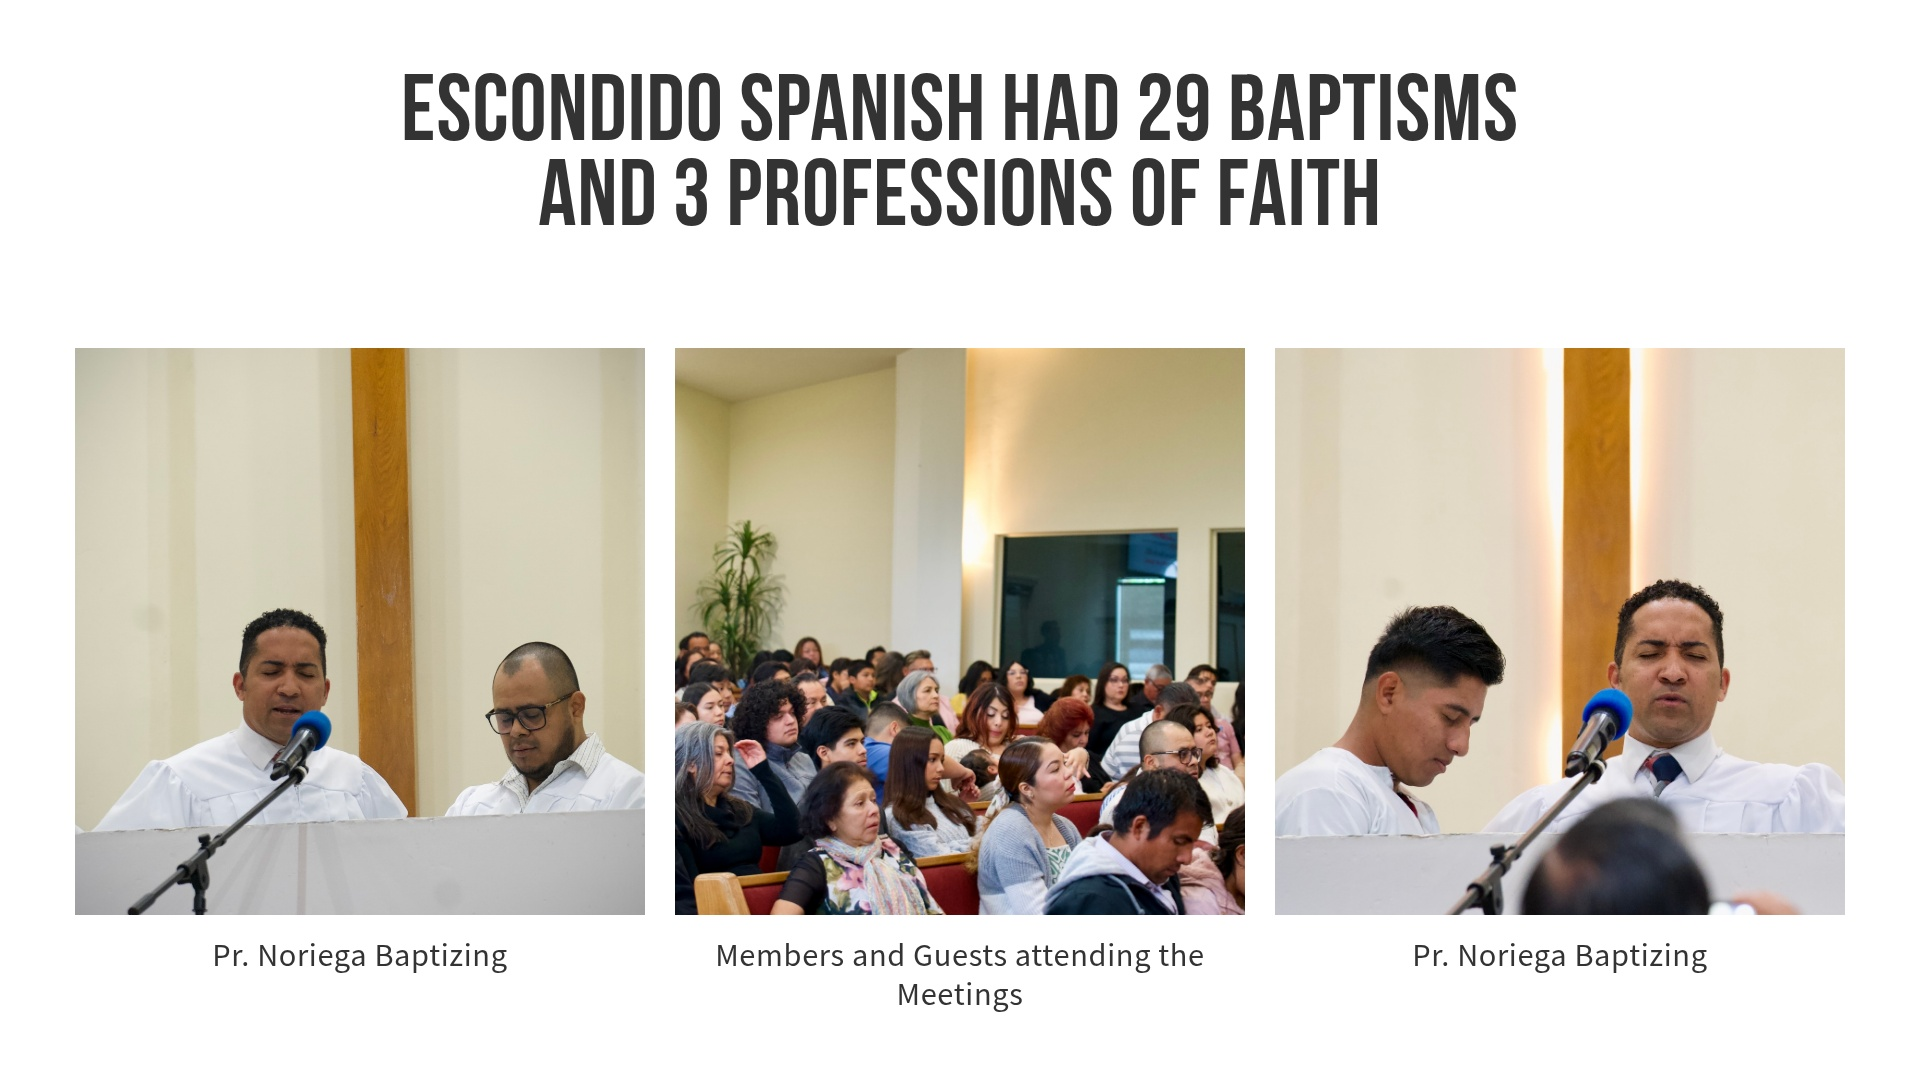 ESCONDIDO SPANISH HAD 29 BAPTISMS
AND 3 PROFESSIONS OF FAITH
Pr. Noriega Baptizing
Members and Guests attending the
Meetings
Pr. Noriega Baptizing